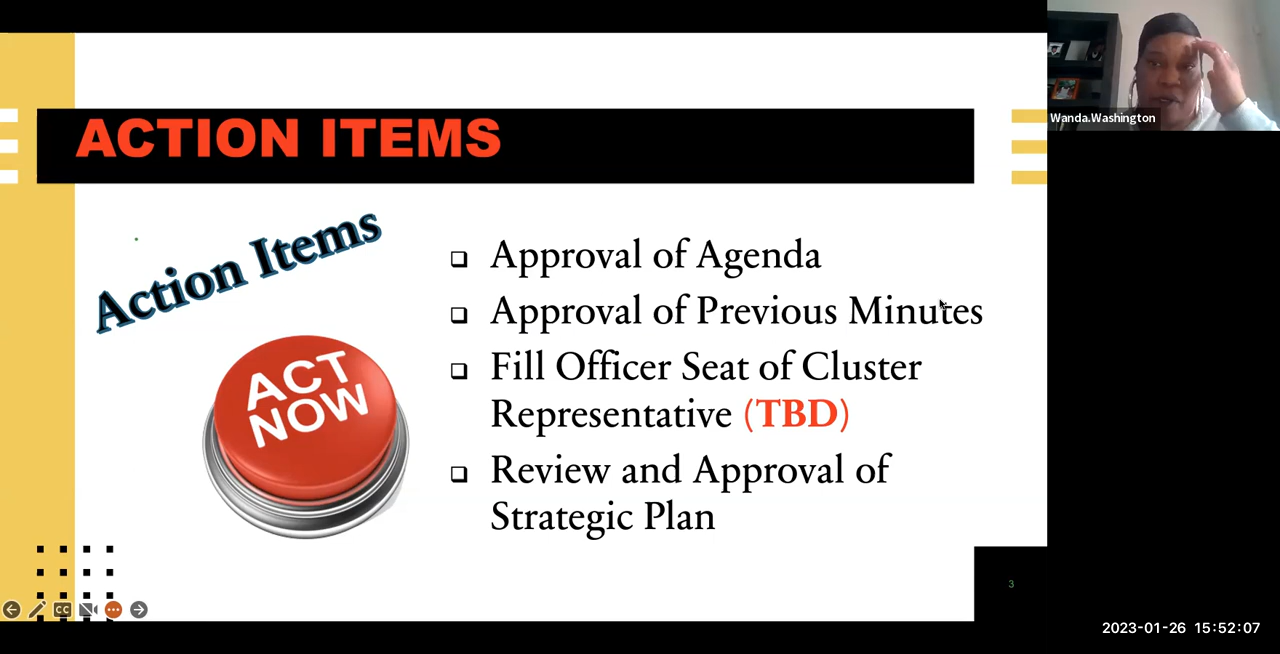 ACTION ITEMS
Wanda.Washington
Action Items
ACT
NOW
❑ Approval of Agenda
❑ Approval of Previous Minutes
❑ Fill Officer Seat of Cluster
Representative (TBD)
❑ Review and Approval of
Strategic Plan
3
CC
2023-01-26 15:52:07